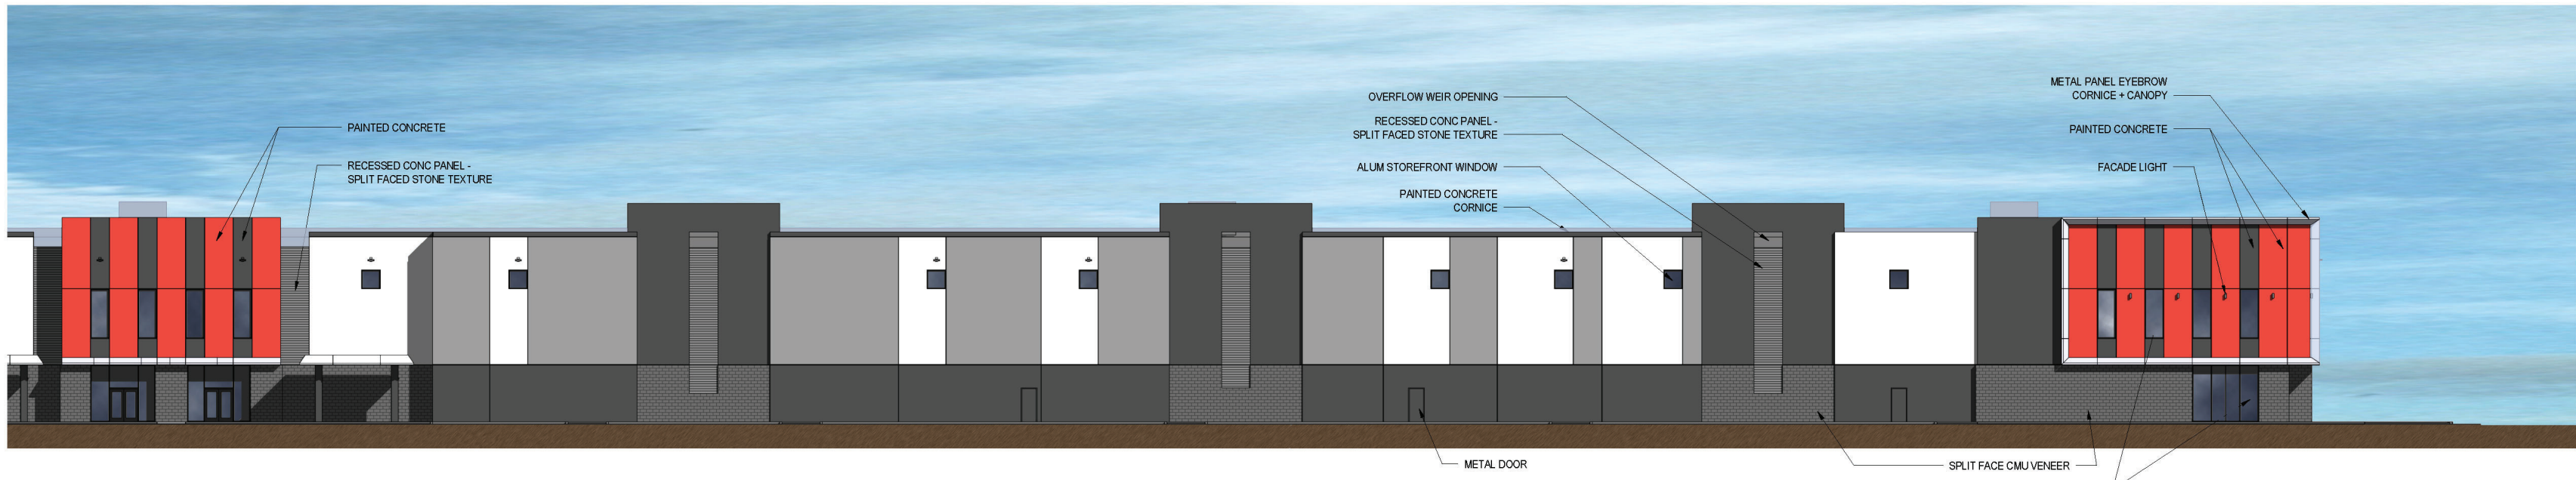 PAINTED CONCRETE
RECESSED CONC PANEL -
SPLIT FACED STONE TEXTURE
OVERFLOW WEIR OPENING
RECESSED CONC PANEL -
SPLIT FACED STONE TEXTURE
ALUM STOREFRONT WINDOW
PAINTED CONCRETE
CORNICE
METAL PANEL EYEBROW
CORNICE + CANOPY
PAINTED CONCRETE
FACADE LIGHT
METAL DOOR
SPLIT FACE CMU VENEER